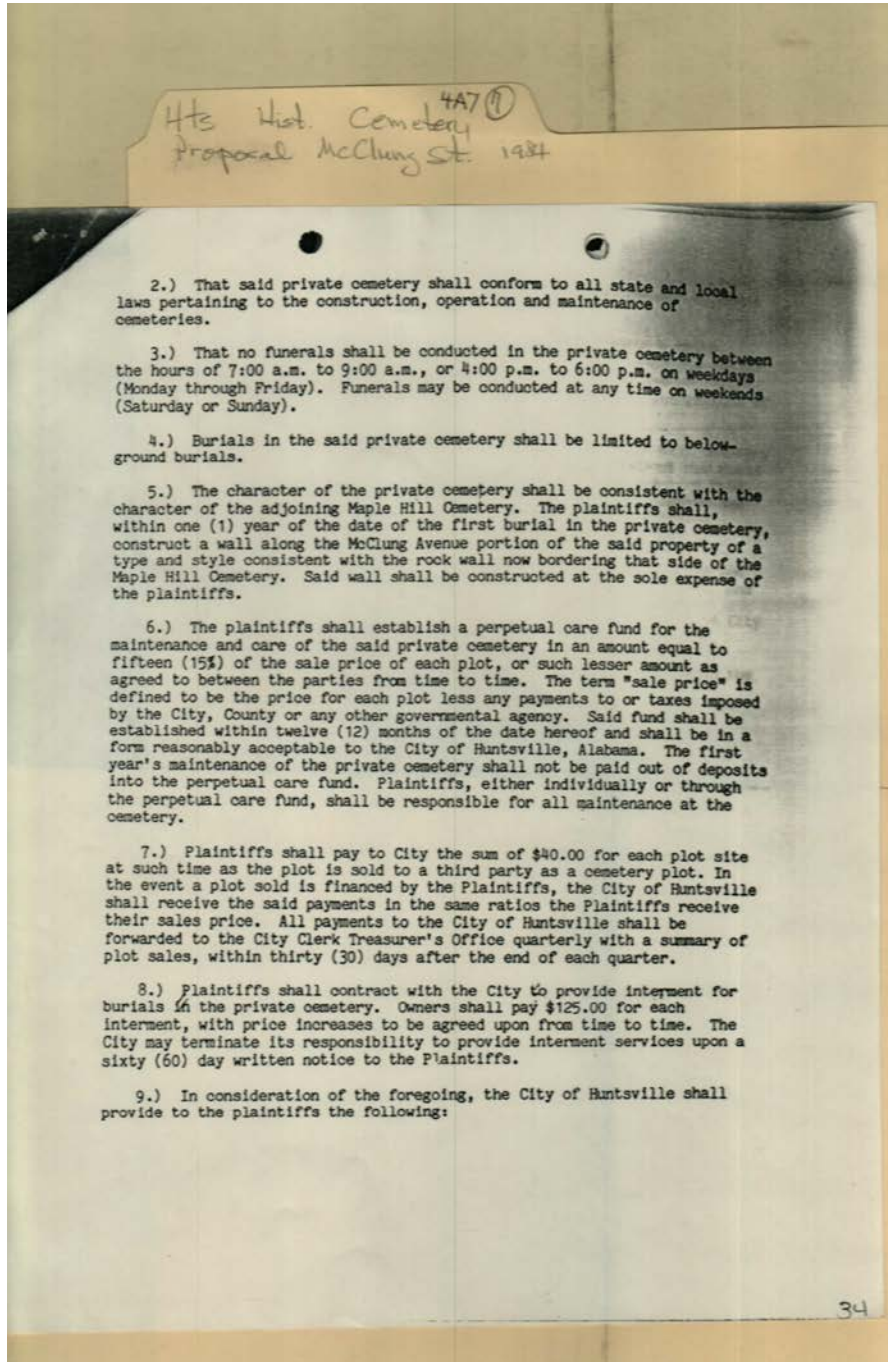 4A7 ⑦
Hts Hist. Cemetery
Proposal McClung St. 1984
2.) That said private cemetery shall conform to all state and local
laws pertaining to the construction, operation and maintenance of
cemeteries.
3.) That no funerals shall be conducted in the private cemetery between
the hours of 7:00 a.m. to 9:00 a.m., or 4:00 p.m. to 6:00 p.m. on weekdays
(Monday through Friday). Funerals may be conducted at any time on weekends
(Saturday or Sunday).
4.) Burials in the said private cemetery shall be limited to below-
ground burials.
5.) The character of the private cemetery shall be consistent with the
character of the adjoining Maple Hill Cemetery. The plaintiffs shall,
within one (1) year of the date of the first burial in the private cemetery,
construct a wall along the McClung Avenue portion of the said property of a
type and style consistent with the rock wall now bordering that side of the
Maple Hill Cemetery. Said wall shall be constructed at the sole expense of
the plaintiffs.
6.) The plaintiffs shall establish a perpetual care fund for the
maintenance and care of the said private cemetery in an amount equal to
fifteen (15%) of the sale price of each plot, or such lesser amount as
agreed to between the parties from time to time. The term "sale price" is
defined to be the price for each plot less any payments to or taxes imposed
by the City, County or any other governmental agency. Said fund shall be
established within twelve (12) months of the date hereof and shall be in a
form reasonably acceptable to the City of Huntsville, Alabama. The first
year's maintenance of the private cemetery shall not be paid out of deposits
into the perpetual care fund. Plaintiffs, either individually or through
the perpetual care fund, shall be responsible for all maintenance at the
cemetery.
7.) Plaintiffs shall pay to City the sum of $40.00 for each plot site
at such time as the plot is sold to a third party as a cemetery plot. In
the event a plot sold is financed by the Plaintiffs, the City of Huntsville
shall receive the said payments in the same ratios the Plaintiffs receive
their sales price. All payments to the City of Huntsville shall be
forwarded to the City Clerk Treasurer's Office quarterly with a summary of
plot sales, within thirty (30) days after the end of each quarter.
8.) Plaintiffs shall contract with the City to provide interment for
burials in the private cemetery. Owners shall pay $125.00 for each
interment, with price increases to be agreed upon from time to time. The
City may terminate its responsibility to provide interment services upon a
sixty (60) day written notice to the Plaintiffs.
9.) In consideration of the foregoing, the City of Huntsville shall
provide to the plaintiffs the following:
34